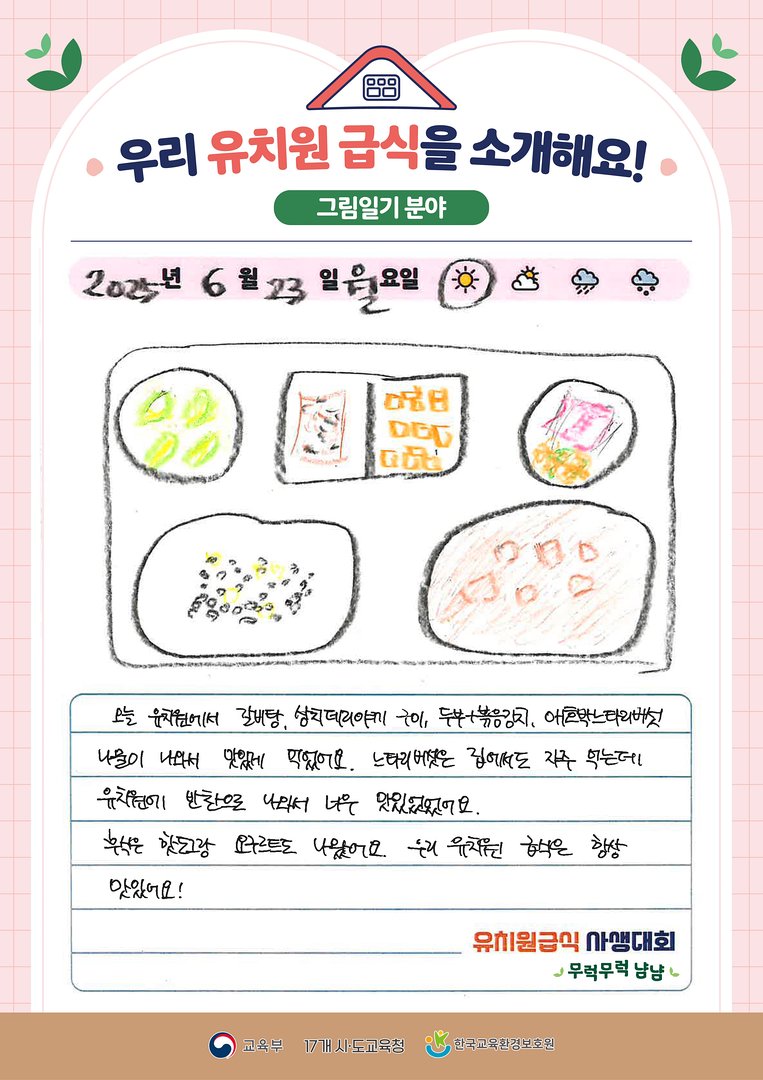 우리 유치원 급식을 소개해요!
그림일기 분야
2025년 6월 23일 월요일
오늘 유치원에서 갈비탕, 삼치데리야끼 구이, 두부+볶음김치, 애호박느타리버섯
나물이 나와서 맛있게 먹었어요. 느타리버섯은 집에서도 자주 먹는데
유치원에 반찬으로 나와서 너무 맛있었어요.
후식은 핫도그랑 요구르트도 나왔어요. 우리 유치원 급식은 항상
맛있어요!
유치원급식 사생대회
무럭무럭 냠냠
교육부 17개 시·도교육청 한국교육환경보호원